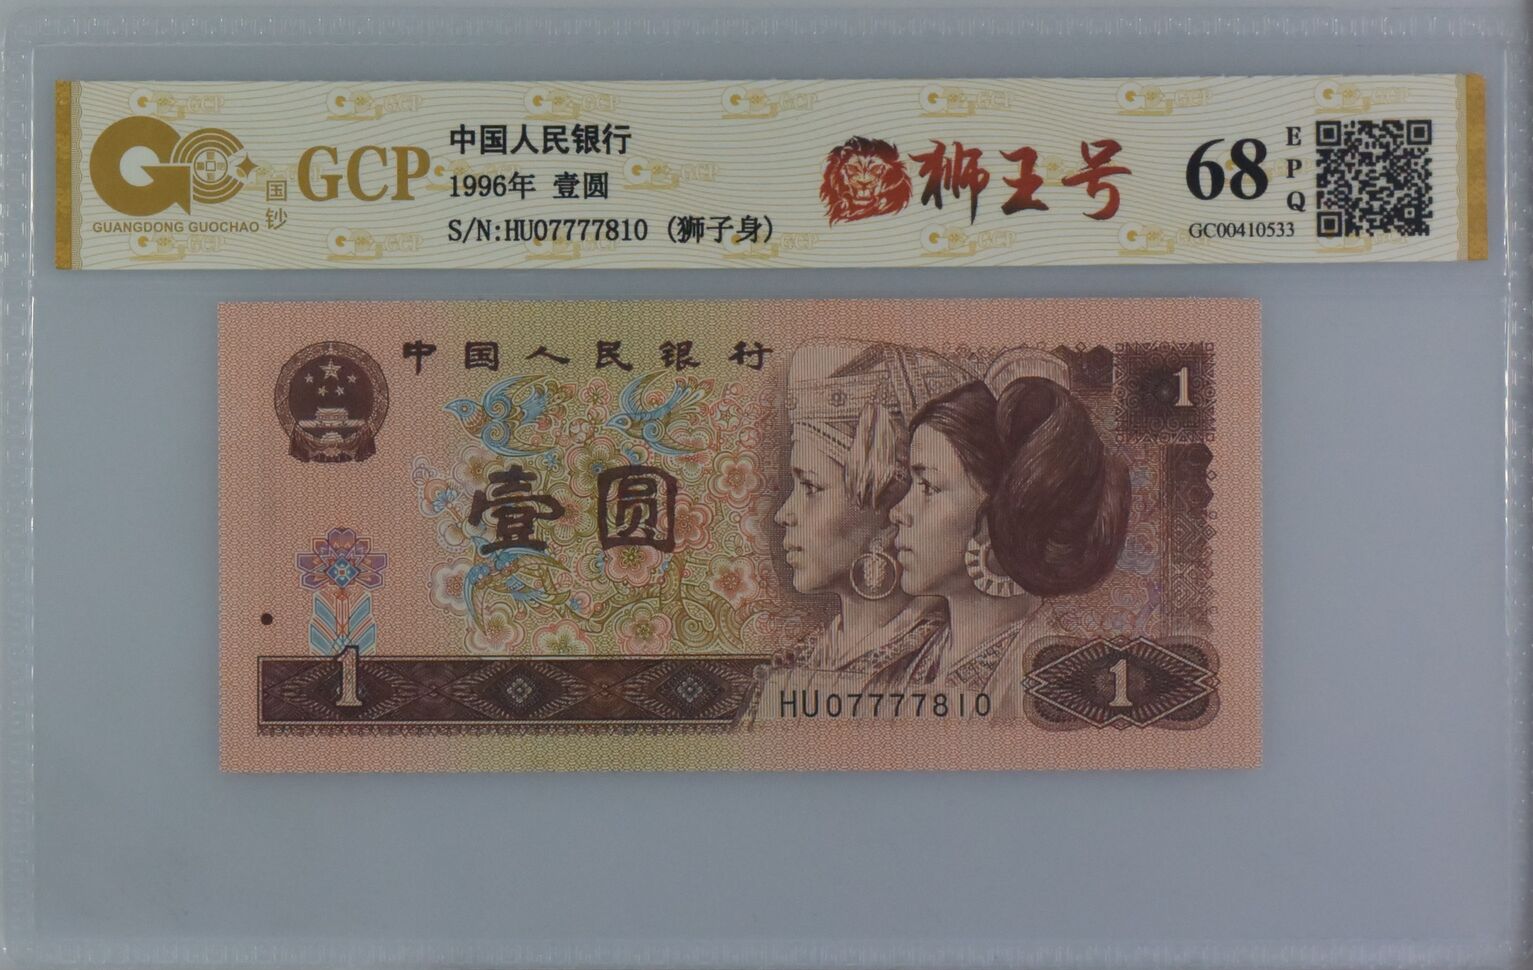 GCP
国钞
GUANGDONG GUOCHAO
中国人民银行
1996年 壹圆
S/N:HU07777810 (狮子身)
狮王号
68
EPQ
GC00410533
中国人民银行
1
壹圆
1
HU07777810
1